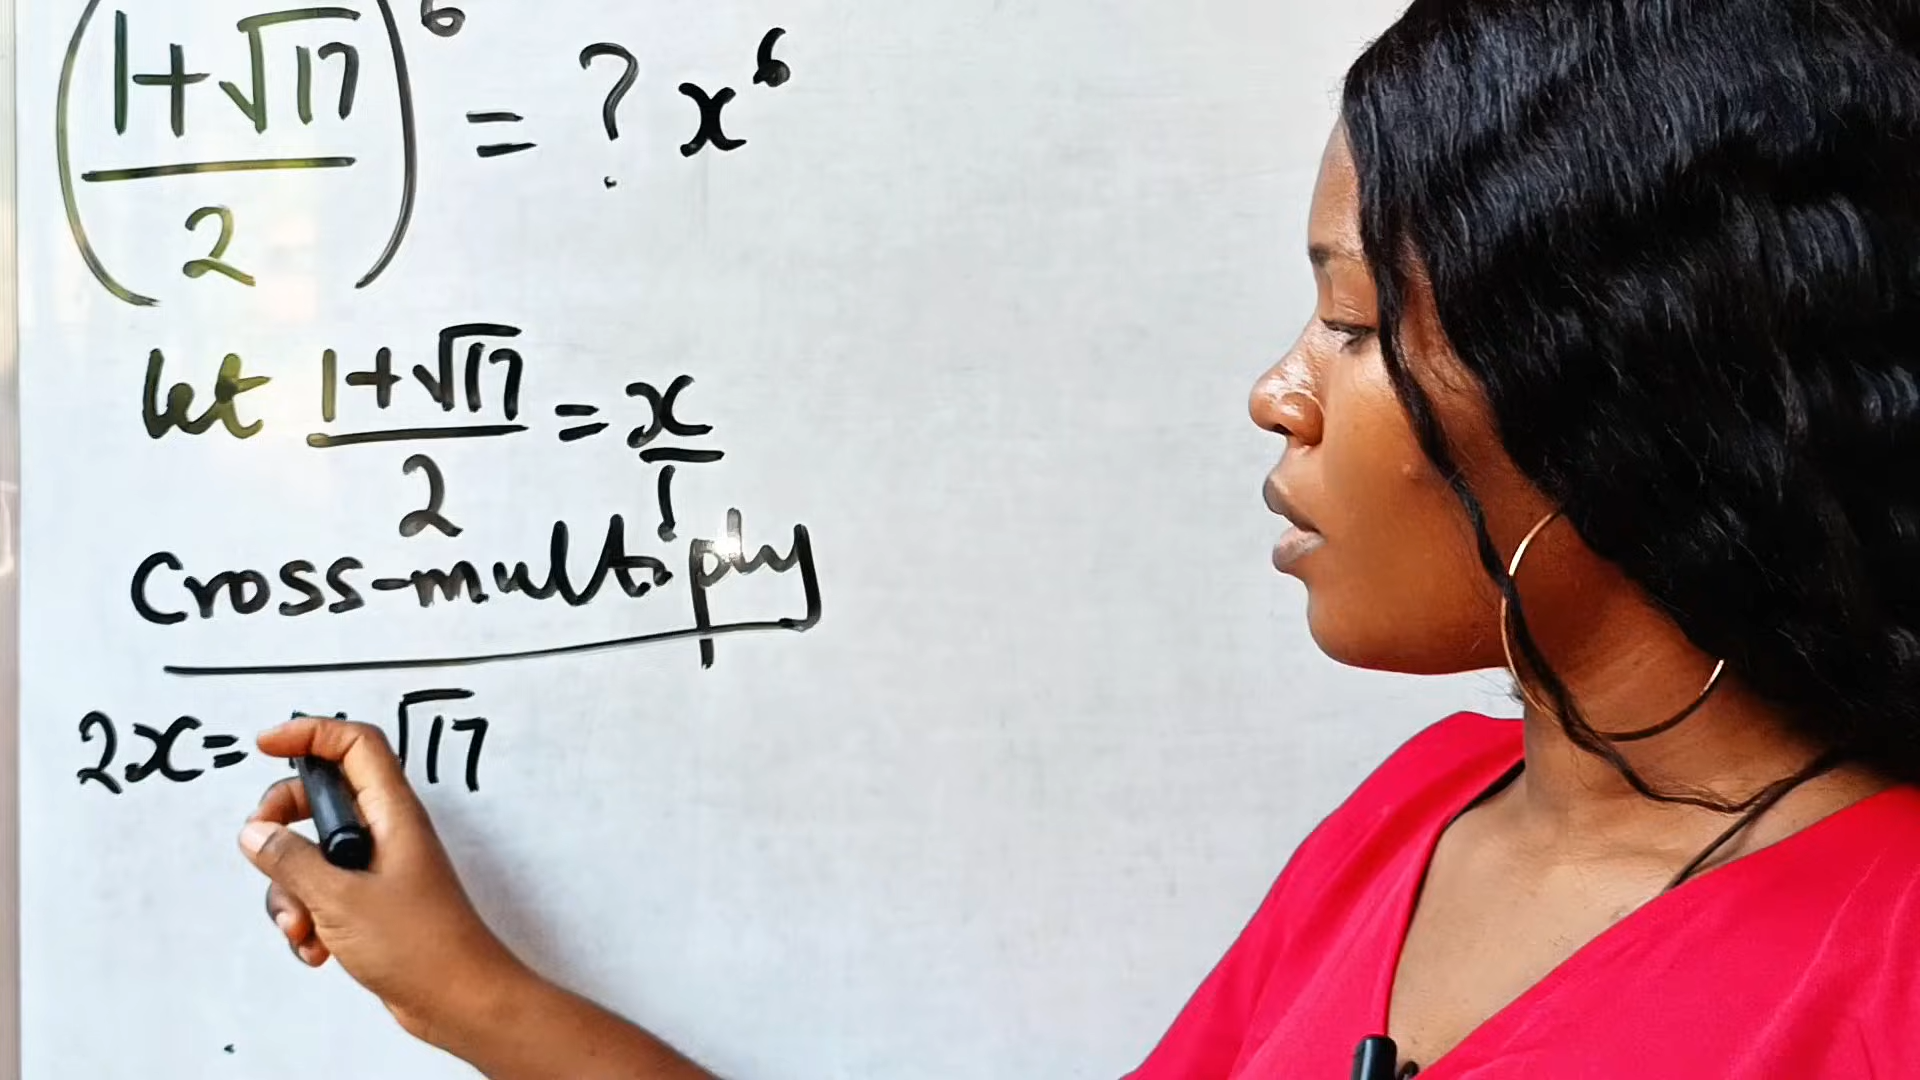 (1+√17/2)^6 = ? x^6
let 1+√17/2 = x/1
Cross-multiply
2x= √17